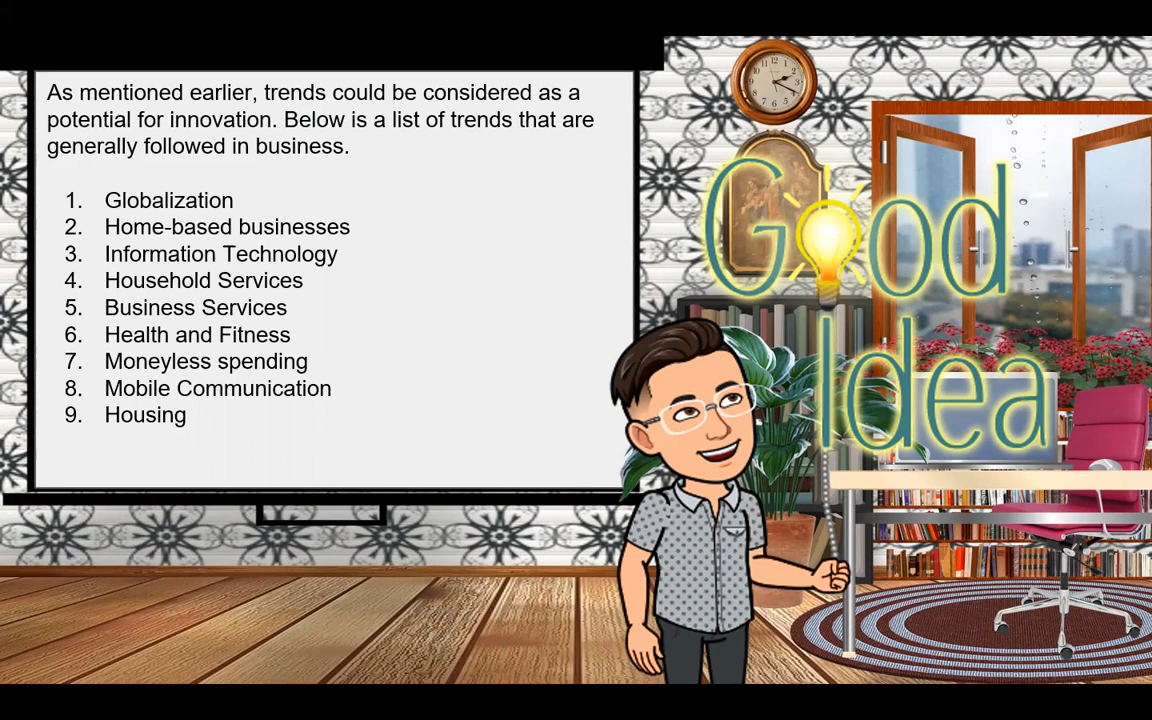 As mentioned earlier, trends could be considered as a
potential for innovation. Below is a list of trends that are
generally followed in business.
1. Globalization
2. Home-based businesses
3. Information Technology
4. Household Services
5. Business Services
6. Health and Fitness
7. Moneyless spending
8. Mobile Communication
9. Housing
Good
Idea